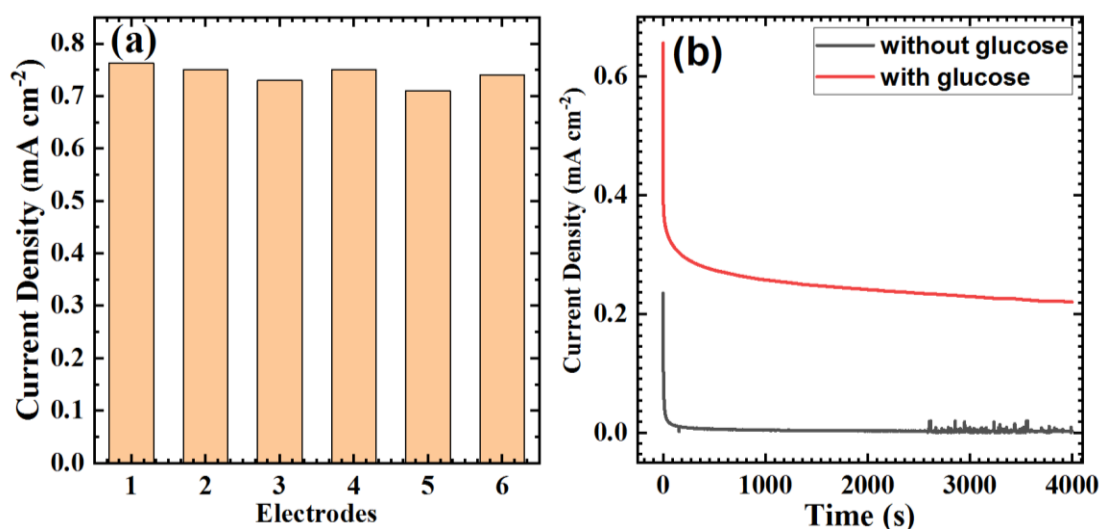 (a)
Current Density (mA cm⁻²)
0.8
0.7
0.6
0.5
0.4
0.3
0.2
0.1
0.0
1 2 3 4 5 6
Electrodes
(b)
without glucose
with glucose
Current Density (mA cm⁻²)
0.6
0.4
0.2
0.0
0 1000 2000 3000 4000
Time (s)